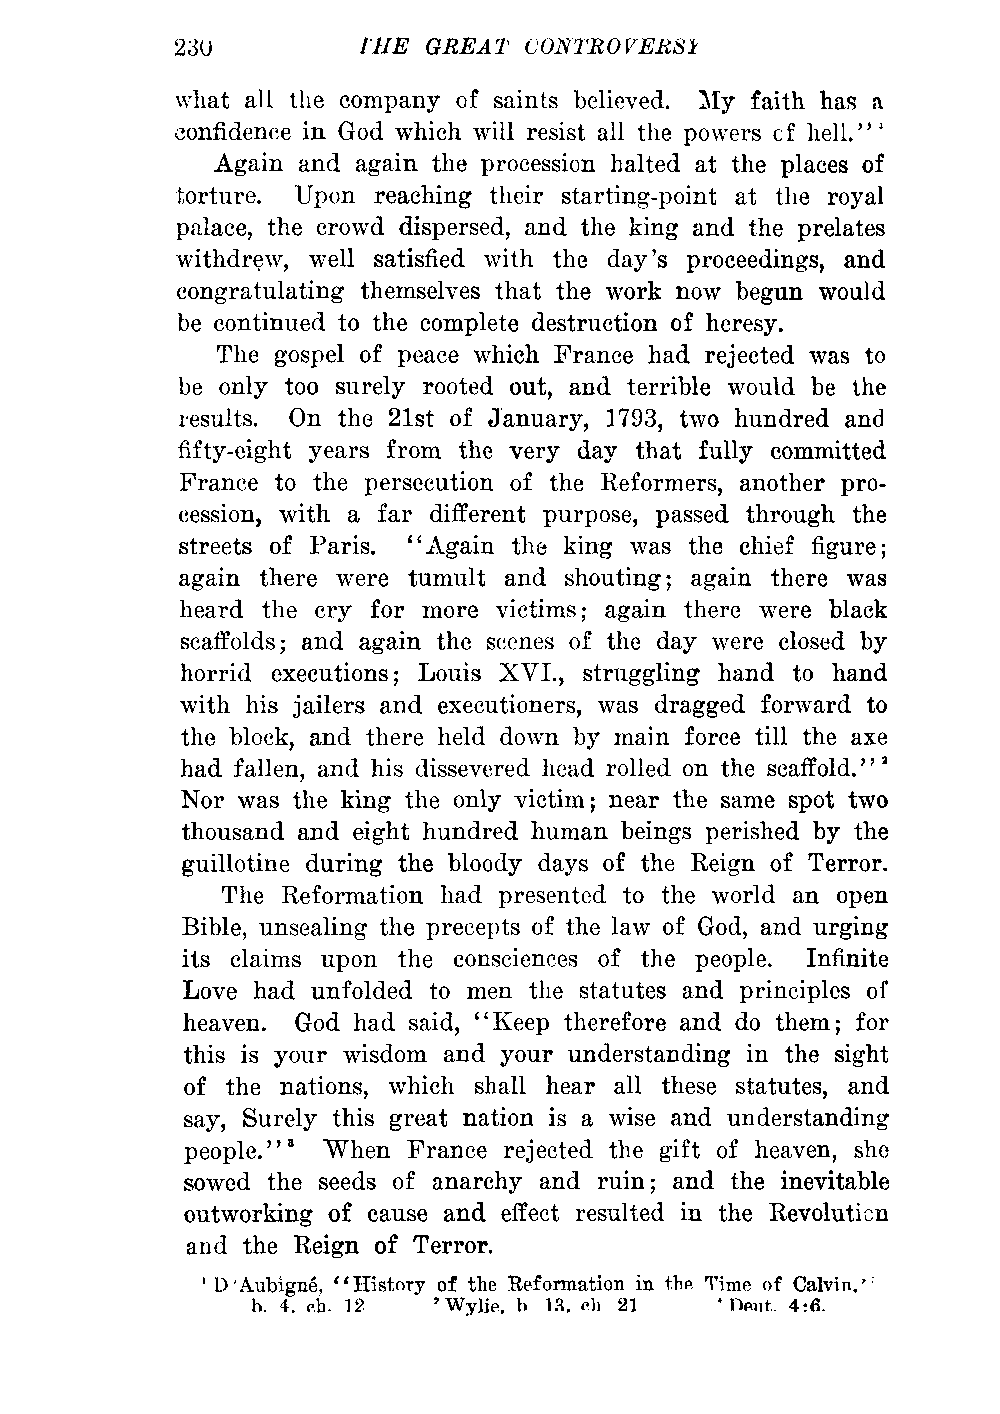 230 THE GREAT CONTROVERSY
what all the company of saints believed. My faith has a
confidence in God which will resist all the powers of hell.'' ¹
Again and again the procession halted at the places of
torture. Upon reaching their starting-point at the royal
palace, the crowd dispersed, and the king and the prelates
withdrew, well satisfied with the day's proceedings, and
congratulating themselves that the work now begun would
be continued to the complete destruction of heresy.
The gospel of peace which France had rejected was to
be only too surely rooted out, and terrible would be the
results. On the 21st of January, 1793, two hundred and
fifty-eight years from the very day that fully committed
France to the persecution of the Reformers, another pro-
cession, with a far different purpose, passed through the
streets of Paris. ''Again the king was the chief figure;
again there were tumult and shouting; again there was
heard the cry for more victims; again there were black
scaffolds; and again the scenes of the day were closed by
horrid executions; Louis XVI., struggling hand to hand
with his jailers and executioners, was dragged forward to
the block, and there held down by main force till the axe
had fallen, and his dissevered head rolled on the scaffold.'' ²
Nor was the king the only victim; near the same spot two
thousand and eight hundred human beings perished by the
guillotine during the bloody days of the Reign of Terror.
The Reformation had presented to the world an open
Bible, unsealing the precepts of the law of God, and urging
its claims upon the consciences of the people. Infinite
Love had unfolded to men the statutes and principles of
heaven. God had said, ''Keep therefore and do them; for
this is your wisdom and your understanding in the sight
of the nations, which shall hear all these statutes, and
say, Surely this great nation is a wise and understanding
people.'' ³ When France rejected the gift of heaven, she
sowed the seeds of anarchy and ruin; and the inevitable
outworking of cause and effect resulted in the Revolution
and the Reign of Terror.
¹ D'Aubigné, ''History of the Reformation in the Time of Calvin,''
b. 4, ch. 12 ² Wylie, b. 13, ch. 21 ³ Deut. 4:6.